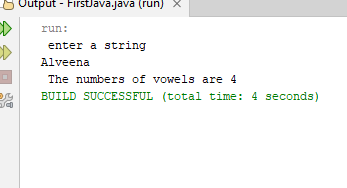 Output - FirstJava.java (run)
run:
enter a string
Alveena
The numbers of vowels are 4
BUILD SUCCESSFUL (total time: 4 seconds)